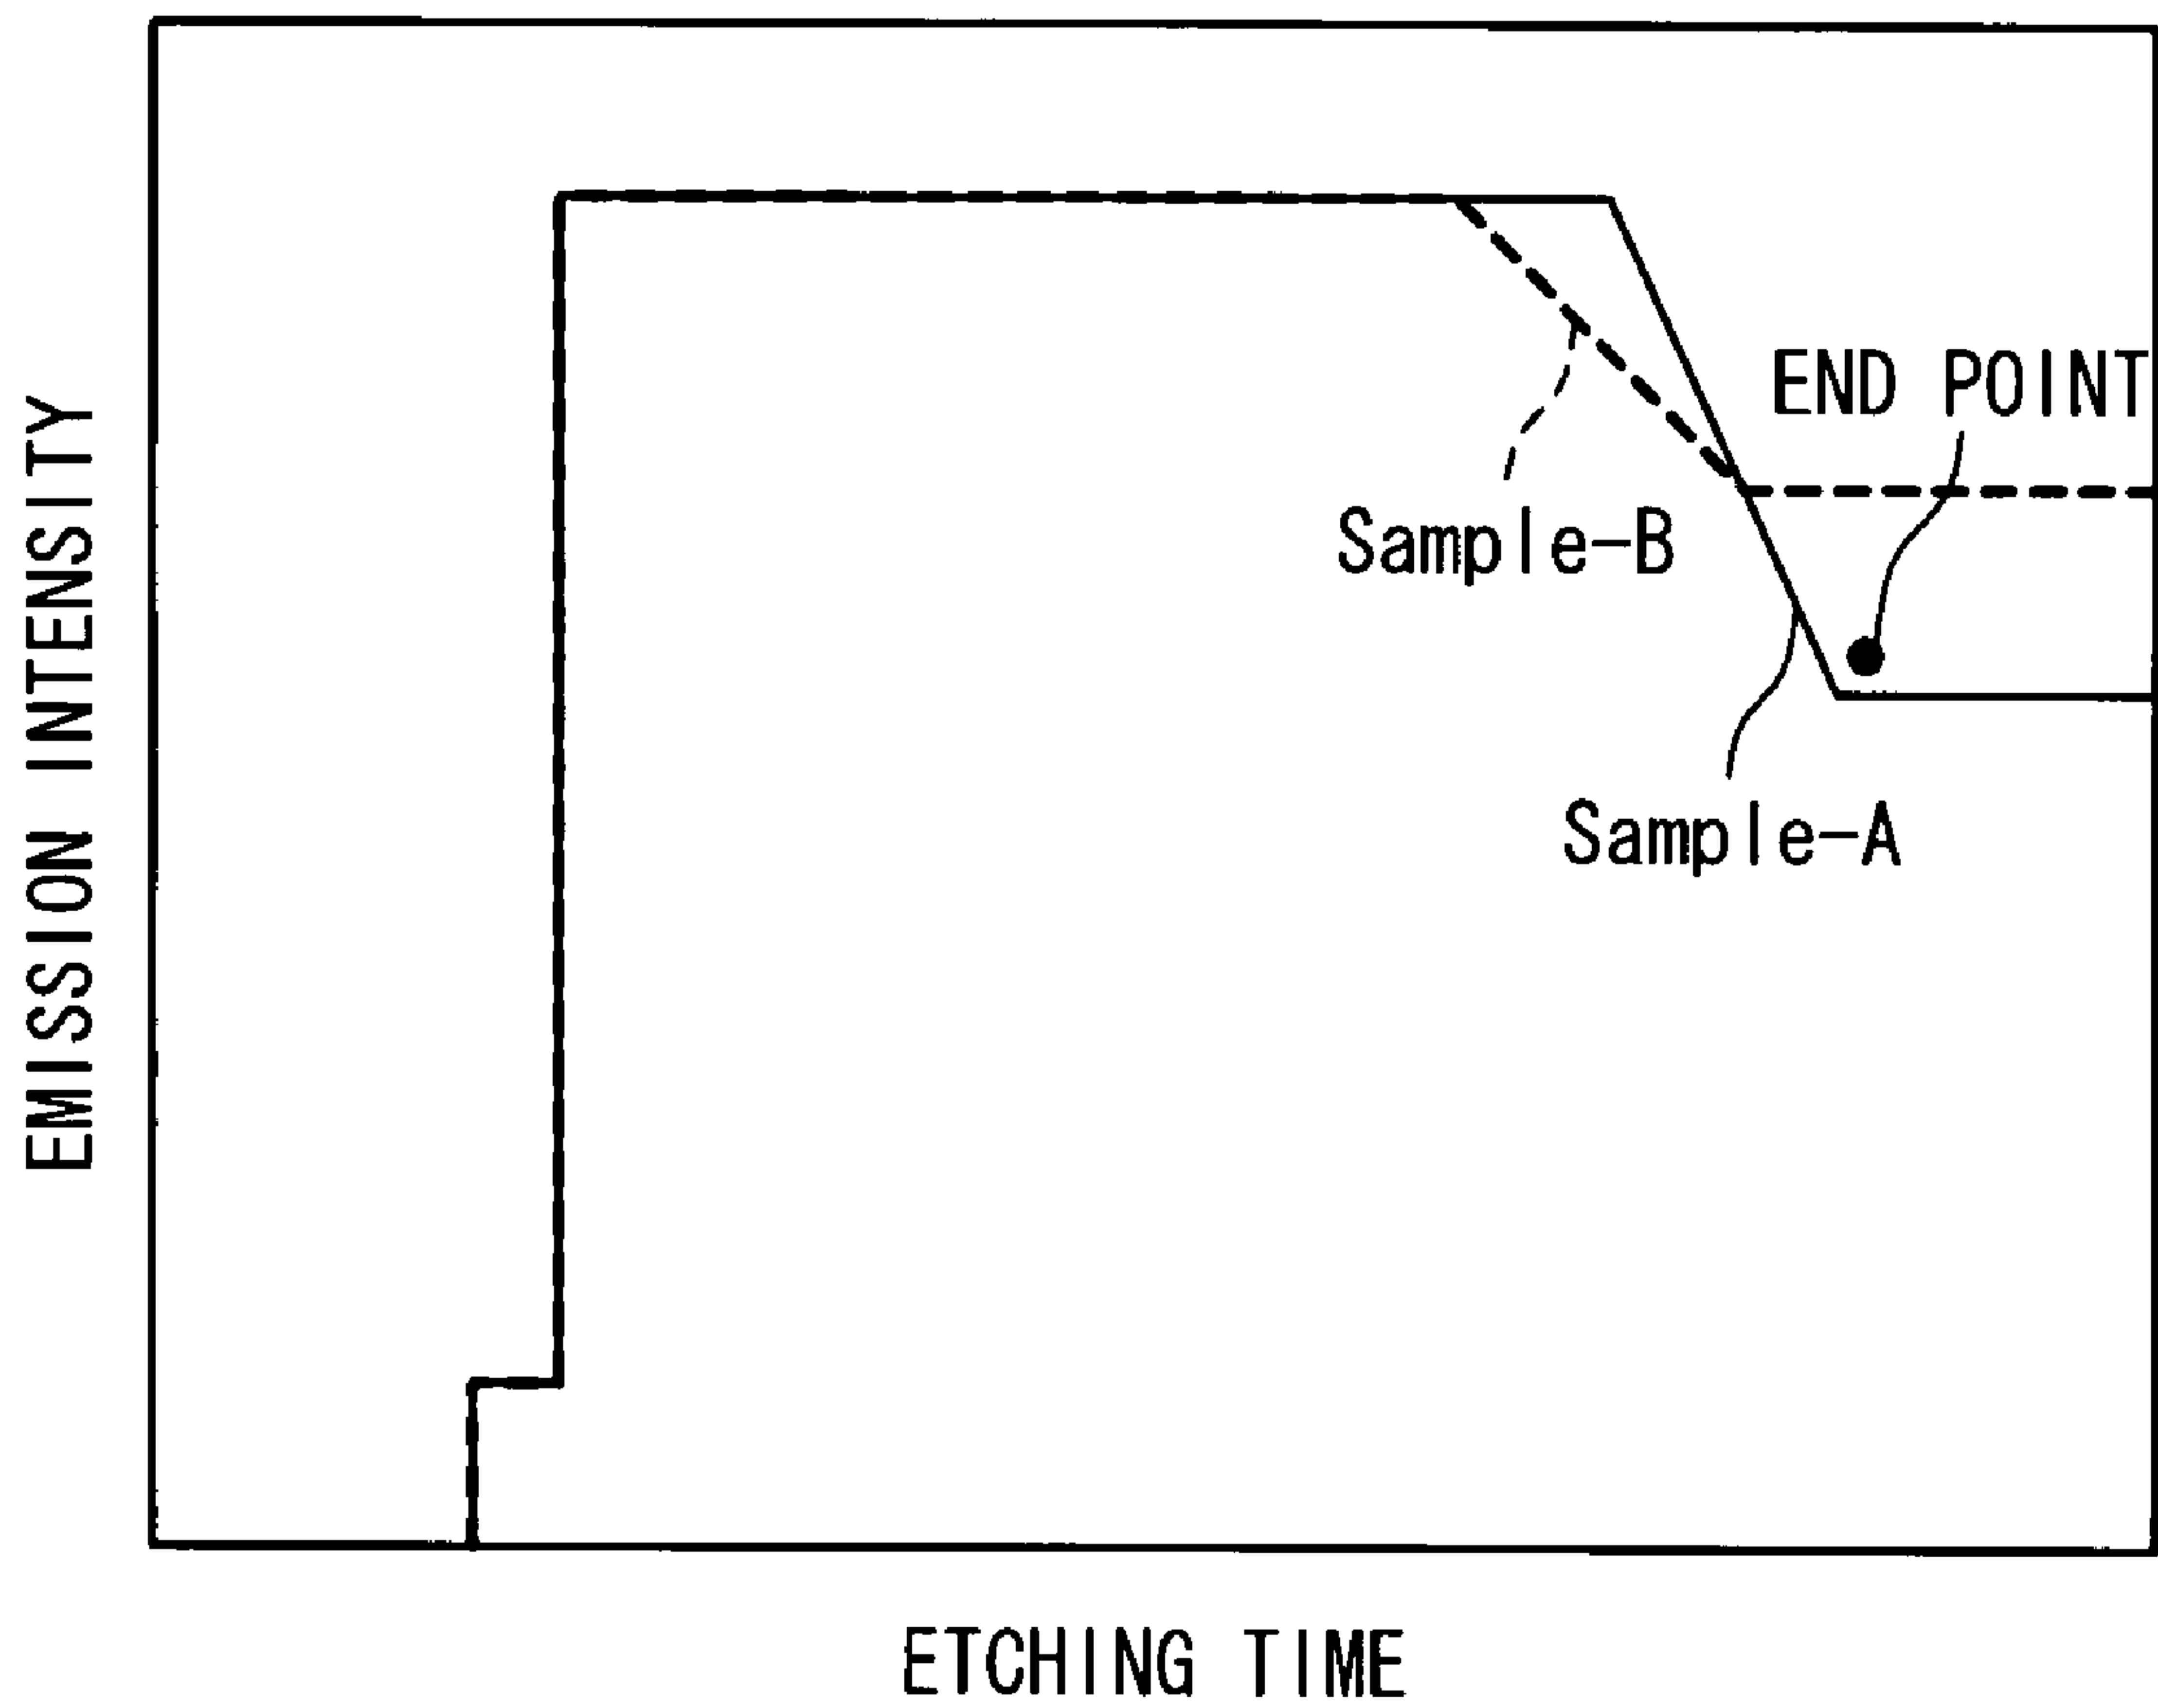 EMISSION INTENSITY
END POINT
Sample-B
Sample-A
ETCHING TIME